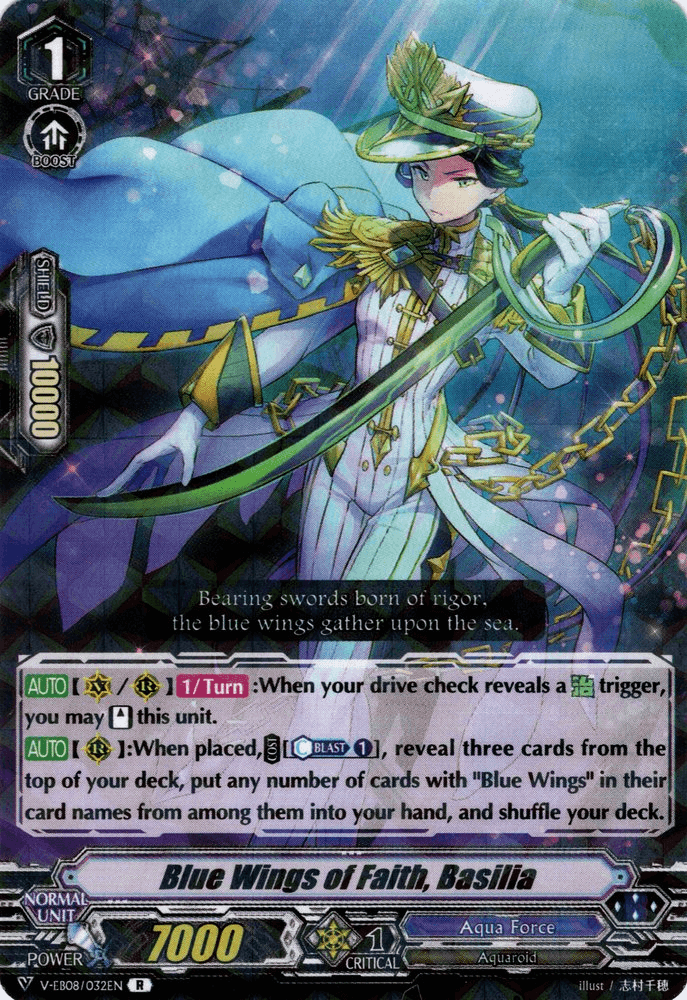 1
GRADE
BOOST
SHIELD
10000
Bearing swords born of rigor,
the blue wings gather upon the sea.
AUTO【 V / R 】1/Turn :When your drive check reveals a 治 trigger,
you may this unit.
AUTO【 R 】:When placed, COST [C BLAST 1], reveal three cards from the
top of your deck, put any number of cards with "Blue Wings" in their
card names from among them into your hand, and shuffle your deck.
Blue Wings of Faith, Basilia
NORMAL
UNIT
POWER
7000
1
CRITICAL
Aqua Force
Aquaroid
V-EB08/032EN R
illust / 志村千穂